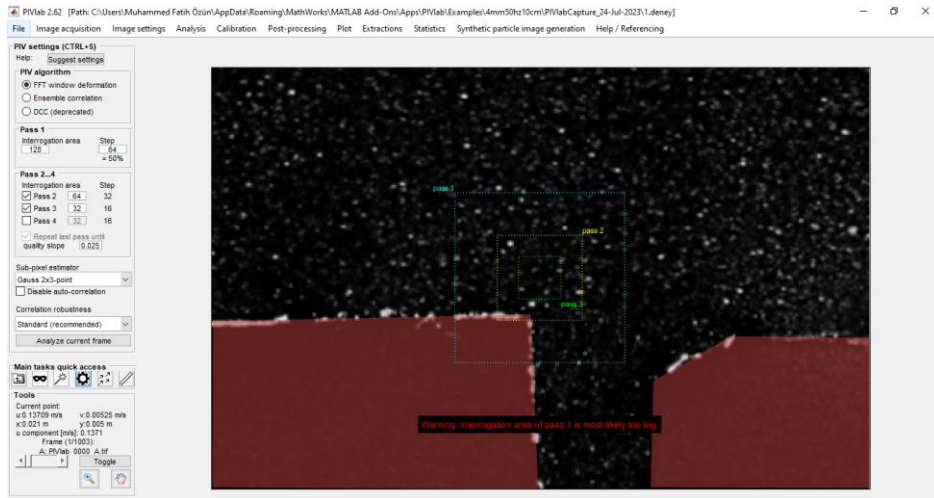 PIVlab 2.62 [Path: C:\Users\Muhammed Fatih Özün\AppData\Roaming\MathWorks\MATLAB Add-Ons\Apps\PIVlab\Examples\4mm50hz10cm\PIVlabCapture_24-Jul-2023\1.deney]
File Image acquisition Image settings Analysis Calibration Post-processing Plot Extractions Statistics Synthetic particle image generation Help / Referencing
PIV settings (CTRL+S)
Help: Suggest settings
PIV algorithm
FFT window deformation
Ensemble correlation
DCC (deprecated)
Pass 1
Interrogation area Step
128 64
= 50%
Pass 2...4
Interrogation area Step
Pass 2 64 32
Pass 3 32 16
Pass 4 32 16
Repeat last pass until
quality slope 0.025
Sub-pixel estimator
Gauss 2x3-point
Disable auto-correlation
Correlation robustness
Standard (recommended)
Analyze current frame
Main tasks quick access
Tools
Current point:
u:0.13709 m/s v:0.00525 m/s
x:0.021 m y:0.005 m
u component [m/s]: 0.1371
Frame (1/1003):
A: PIVlab_0000_A.tif
Toggle
pass 1
pass 2
pass 3
Warning: Interrogation area of pass 1 is most likely too big.